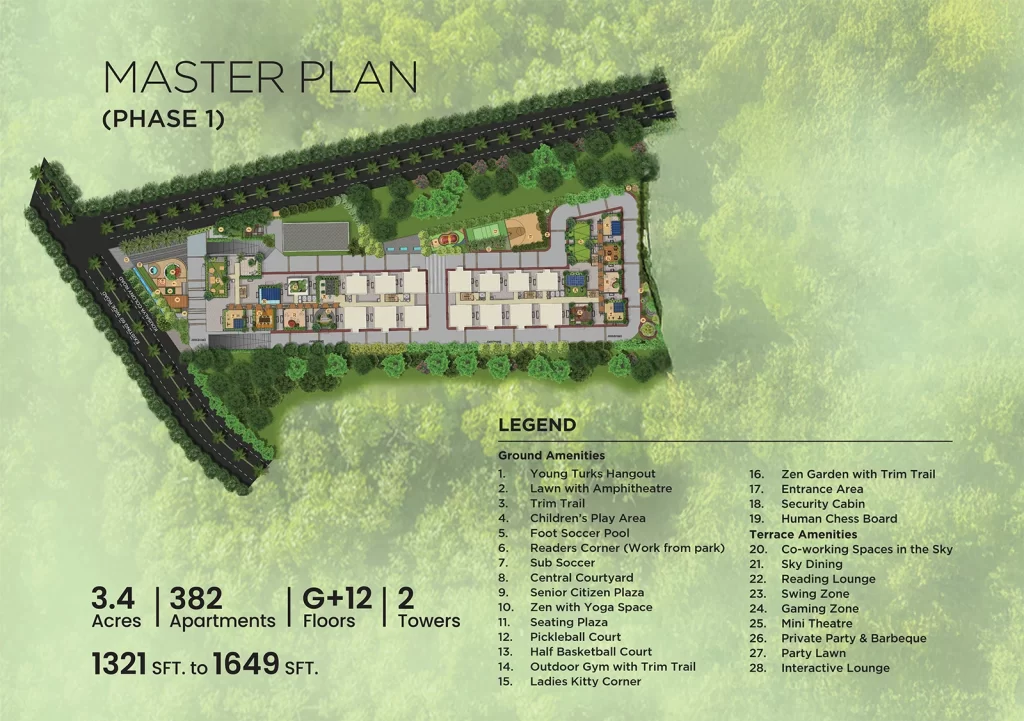 MASTER PLAN
(PHASE 1)
LEGEND
Ground Amenities
1. Young Turks Hangout
2. Lawn with Amphitheatre
3. Trim Trail
4. Children's Play Area
5. Foot Soccer Pool
6. Readers Corner (Work from park)
7. Sub Soccer
8. Central Courtyard
9. Senior Citizen Plaza
10. Zen with Yoga Space
11. Seating Plaza
12. Pickleball Court
13. Half Basketball Court
14. Outdoor Gym with Trim Trail
15. Ladies Kitty Corner
16. Zen Garden with Trim Trail
17. Entrance Area
18. Security Cabin
19. Human Chess Board
Terrace Amenities
20. Co-working Spaces in the Sky
21. Sky Dining
22. Reading Lounge
23. Swing Zone
24. Gaming Zone
25. Mini Theatre
26. Private Party & Barbeque
27. Party Lawn
28. Interactive Lounge
3.4 | 382 | G+12 | 2
Acres Apartments Floors Towers
1321 SFT. to 1649 SFT.